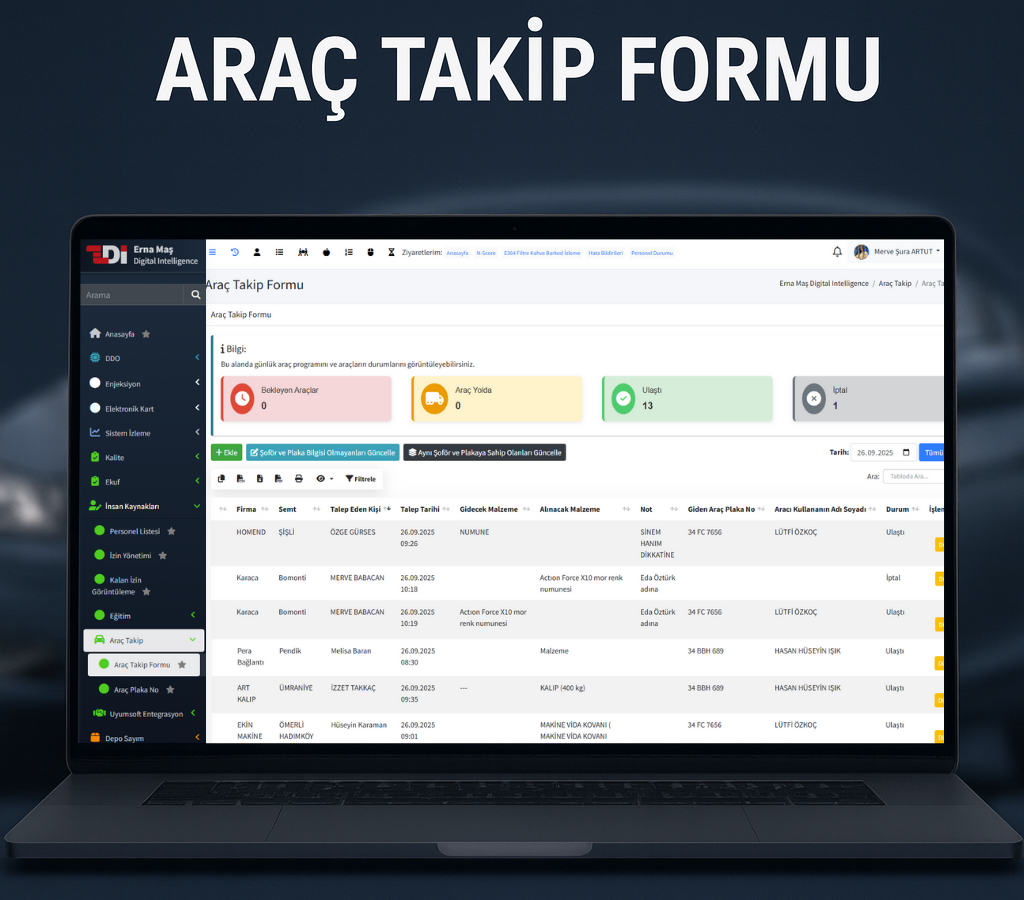 ARAÇ TAKİP FORMU
EDI Erna Maş
Digital Intelligence
Ziyaretlerim: Anasayfa N-Score E304 Filtre Kahve Barkod İzleme Hata Bildirileri Personel Durumu
Merve Şura ARTUT
Arama
Araç Takip Formu
Erna Maş Digital Intelligence / Araç Takip / Araç Ta
Araç Takip Formu
Anasayfa
DDO
Enjeksiyon
Elektronik Kart
Sistem İzleme
Kalite
Ekuf
İnsan Kaynakları
Personel Listesi
İzin Yönetimi
Kalan İzin
Görüntüleme
Eğitim
Araç Takip
Araç Takip Formu
Araç Plaka No
Uyumsoft Entegrasyon
Depo Sayım
Bilgi:
Bu alanda günlük araç programını ve araçların durumlarını görüntüleyebilirsiniz.
Bekleyen Araçlar
0
Araç Yolda
0
Ulaştı
13
İptal
1
+ Ekle Şoför ve Plaka Bilgisi Olmayanları Güncelle Aynı Şoför ve Plakaya Sahip Olanları Güncelle
Tarih: 26.09.2025 Tümü
Filtrele
Ara: Tabloda Ara...
Firma Semt Talep Eden Kişi Talep Tarihi Gidecek Malzeme Alınacak Malzeme Not Giden Araç Plaka No Aracı Kullananın Adı Soyadı Durum İşlem
HOMEND ŞİŞLİ ÖZGE GÜRSES 26.09.2025 NUMUNE SİNEM 34 FC 7656 LÜTFİ ÖZKOÇ Ulaştı
09:26 HANIM
DİKKATİNE
Karaca Bomonti MERVE BABACAN 26.09.2025 Action Force X10 mor renk Eda Öztürk İptal
10:18 numunesi adına
Karaca Bomonti MERVE BABACAN 26.09.2025 Action Force X10 mor Eda Öztürk 34 FC 7656 LÜTFİ ÖZKOÇ Ulaştı
10:19 renk numunesi adına
Pera Pendik Melisa Baran 26.09.2025 Malzeme 34 BBH 689 HASAN HÜSEYİN IŞIK Ulaştı
Bağlantı 08:30
ART ÜMRANİYE İZZET TAKKAÇ 26.09.2025 --- KALIP (400 kg) 34 BBH 689 HASAN HÜSEYİN IŞIK Ulaştı
KALIP 09:35
EKİN ÖMERLİ Hüseyin Karaman 26.09.2025 MAKİNE VİDA KOVANI ( 34 FC 7656 LÜTFİ ÖZKOÇ Ulaştı
MAKİNE HADIMKÖY 09:01 MAKİNE VİDA KOVANI